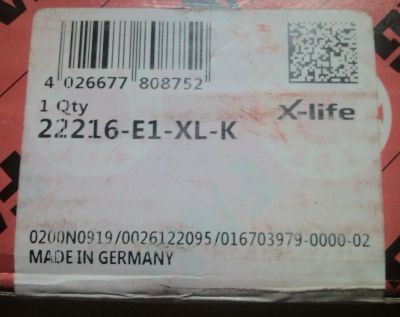 4 026677 808752
1 Qty
X-life
22216-E1-XL-K
0200N0919/0026122095/016703979-0000-02
MADE IN GERMANY